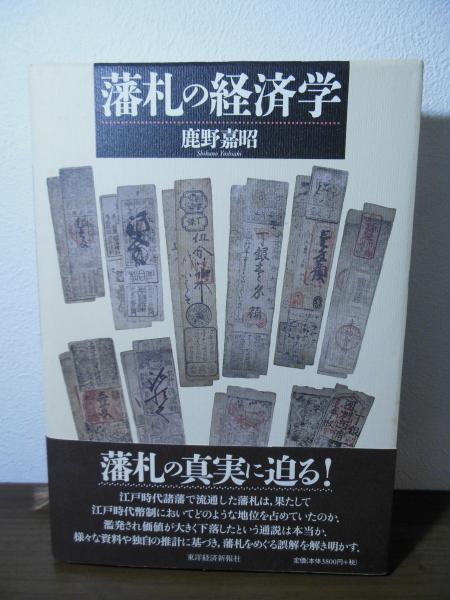 藩札の経済学
鹿野嘉昭
Shikano Yoshiaki
藩札の真実に迫る!
江戸時代諸藩で流通した藩札は、果たして
江戸時代幣制においてどのような地位を占めていたのか。
濫発され価値が大きく下落したという通説は本当か。
様々な資料や独自の推計に基づき、藩札をめぐる誤解を解き明かす。
東洋経済新報社
定価(本体3800円+税)